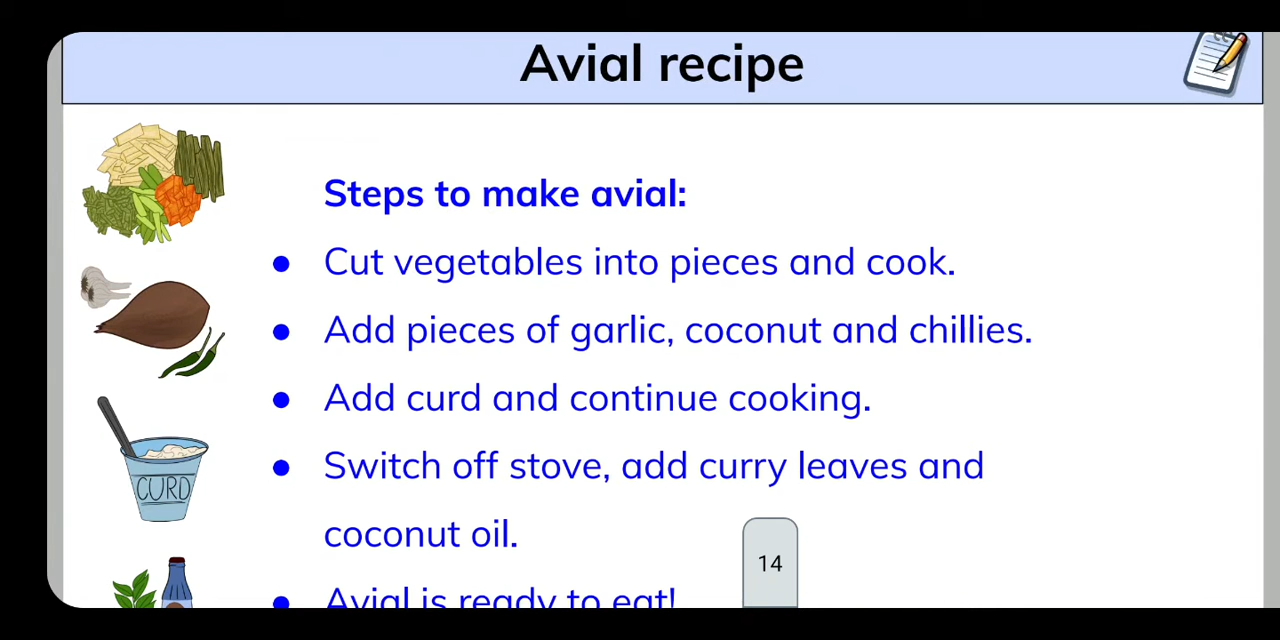 Avial recipe
Steps to make avial:
● Cut vegetables into pieces and cook.
● Add pieces of garlic, coconut and chillies.
● Add curd and continue cooking.
CURD
● Switch off stove, add curry leaves and
coconut oil.
14
● Avial is ready to eat!